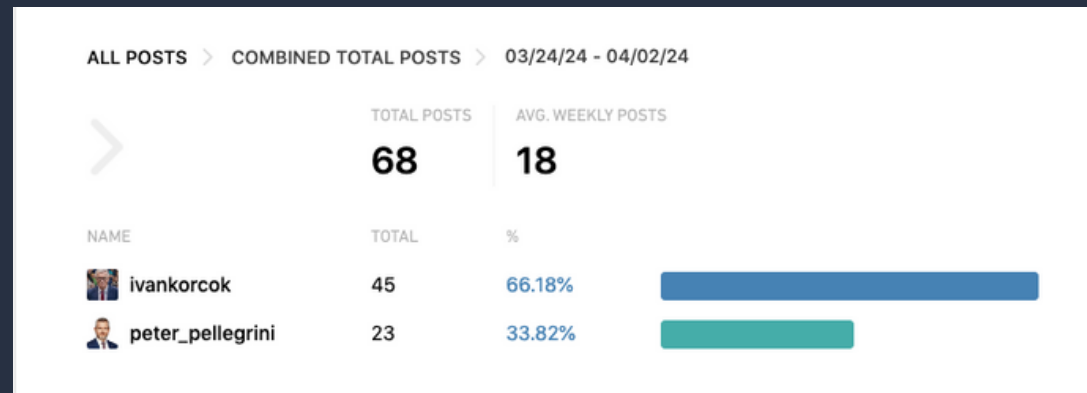 ALL POSTS > COMBINED TOTAL POSTS > 03/24/24 - 04/02/24
TOTAL POSTS AVG. WEEKLY POSTS
68 18
NAME TOTAL %
ivankorcok 45 66.18%
peter_pellegrini 23 33.82%